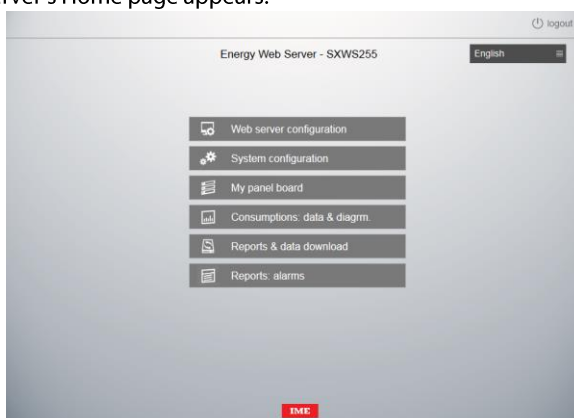 erver's Home page appears.
logout
Energy Web Server - SXWS255
English
Web server configuration
System configuration
My panel board
Consumptions: data & diagrm.
Reports & data download
Reports: alarms
IME